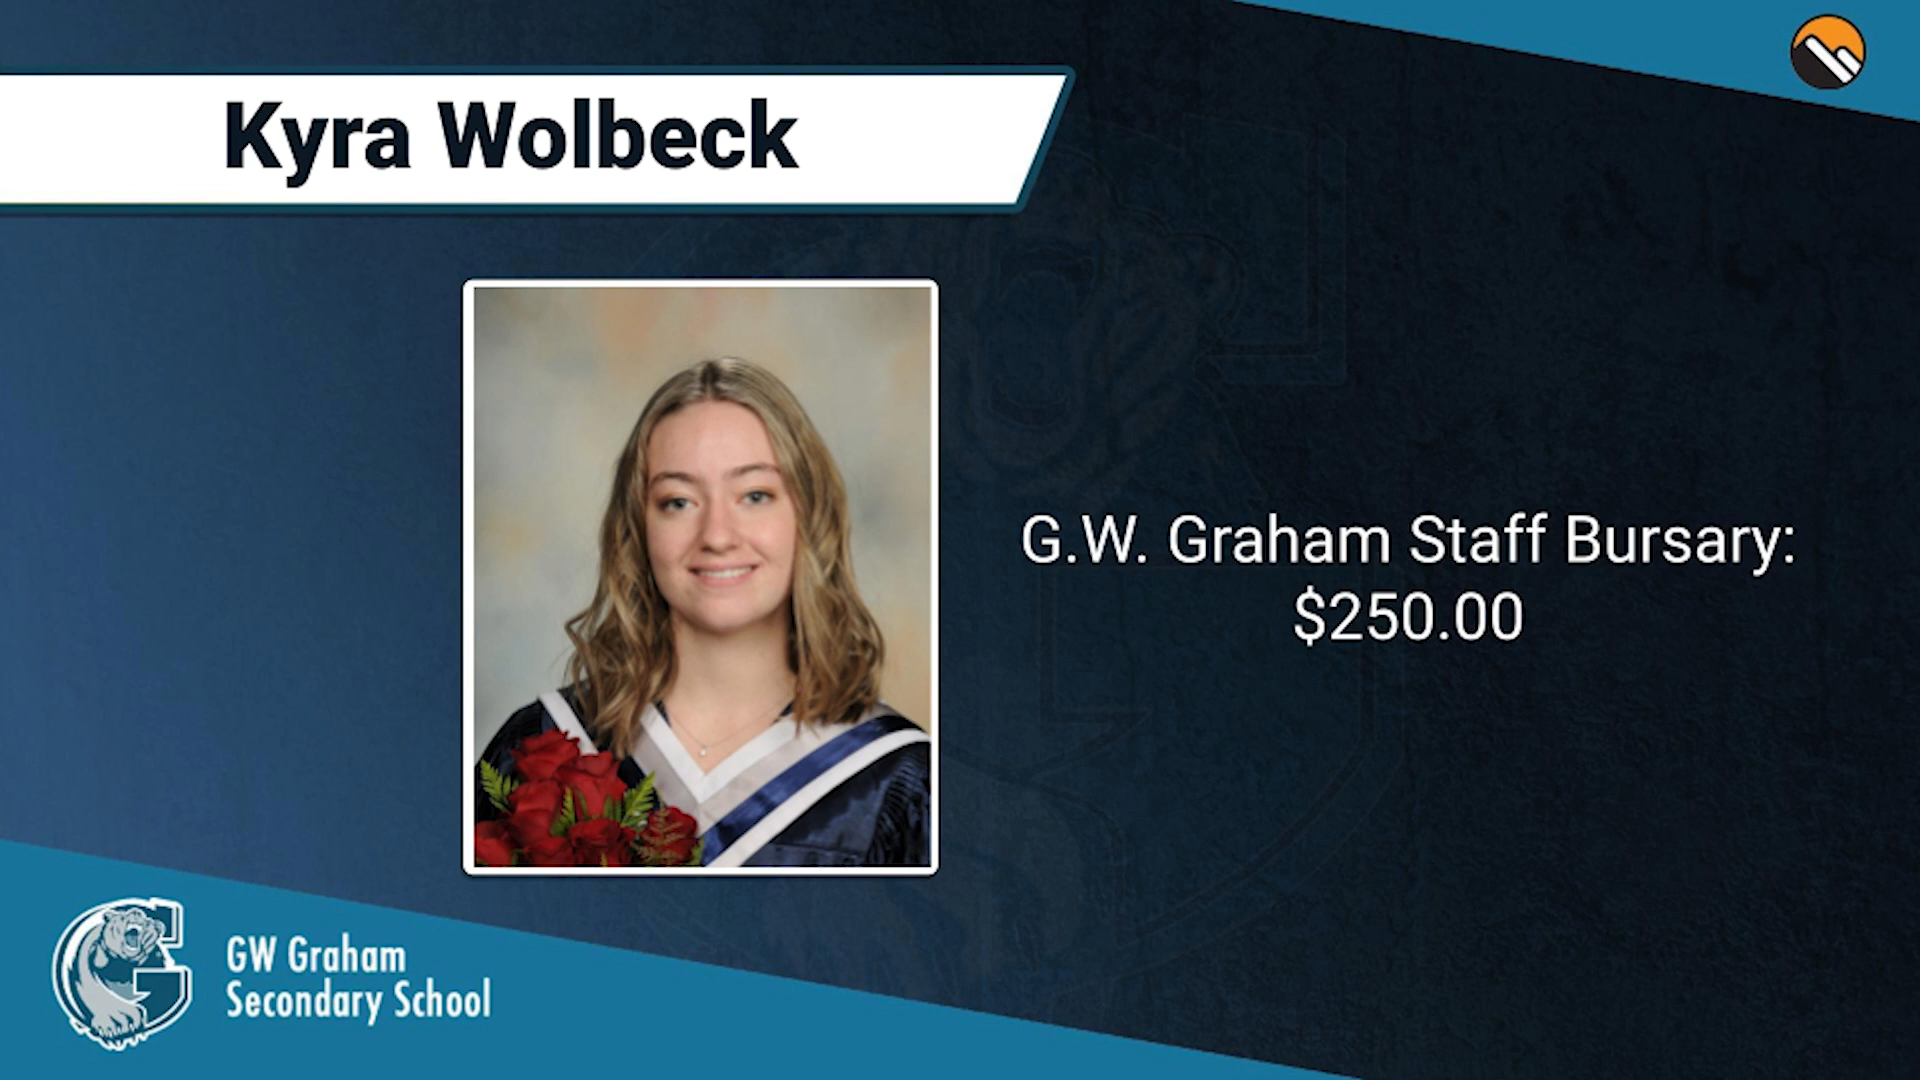 Kyra Wolbeck
G.W. Graham Staff Bursary:
$250.00
GW Graham
Secondary School